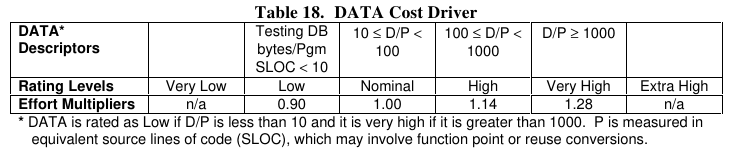 Table 18. DATA Cost Driver
DATA* Descriptors Testing DB bytes/Pgm SLOC < 10 10 ≤ D/P < 100 100 ≤ D/P < 1000 D/P ≥ 1000
Rating Levels Very Low Low Nominal High Very High Extra High
Effort Multipliers n/a 0.90 1.00 1.14 1.28 n/a
* DATA is rated as Low if D/P is less than 10 and it is very high if it is greater than 1000. P is measured in
equivalent source lines of code (SLOC), which may involve function point or reuse conversions.